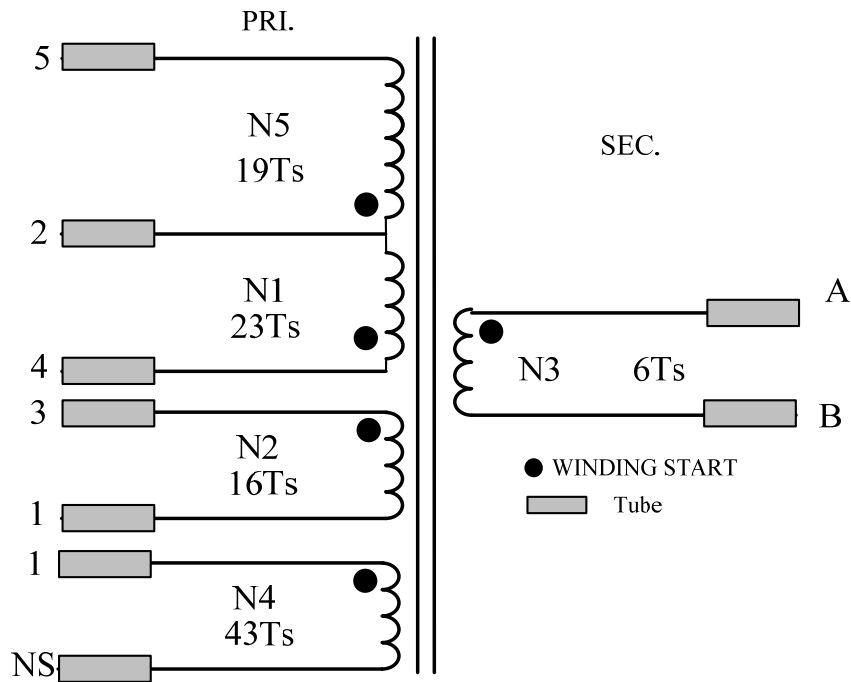 PRI.
5
N5
19Ts
SEC.
2
N1
23Ts
A
4
N3 6Ts
3
B
N2
16Ts
WINDING START
1
Tube
1
N4
43Ts
NS